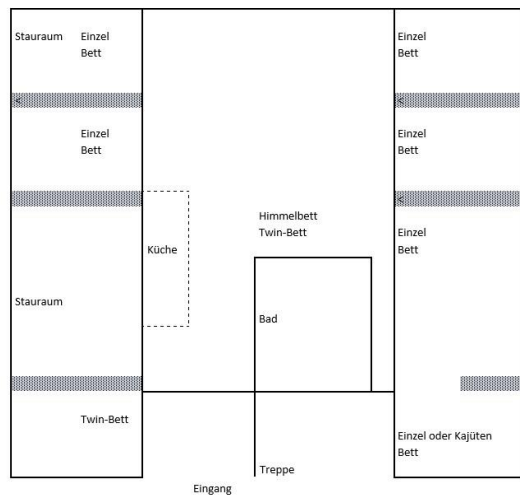 Stauraum
Einzel
Bett
Einzel
Bett
<
<
Einzel
Bett
Einzel
Bett
<
Himmelbett
Twin-Bett
Küche
Einzel
Bett
Stauraum
Bad
Twin-Bett
Einzel oder Kajüten
Bett
Treppe
Eingang